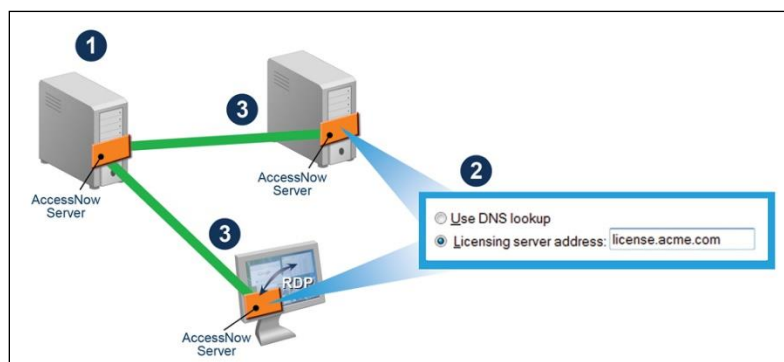 1
3
AccessNow
Server
AccessNow
Server
2
Use DNS lookup
Licensing server address: license.acme.com
3
RDP
AccessNow
Server